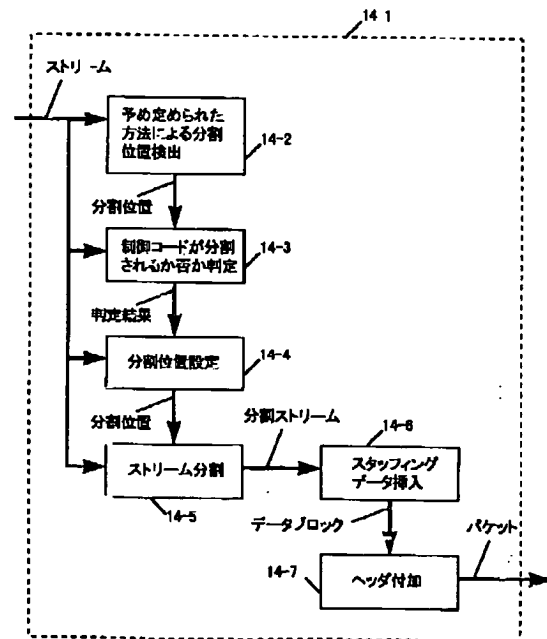 14-1
ストリーム
予め定められた
方法による分割
位置検出
14-2
分割位置
制御コードが分割
されるか否か判定
14-3
判定結果
分割位置設定
14-4
分割位置
分割ストリーム
14-6
ストリーム分割
スタッフィング
データ挿入
14-5
データブロック
パケット
14-7
ヘッダ付加